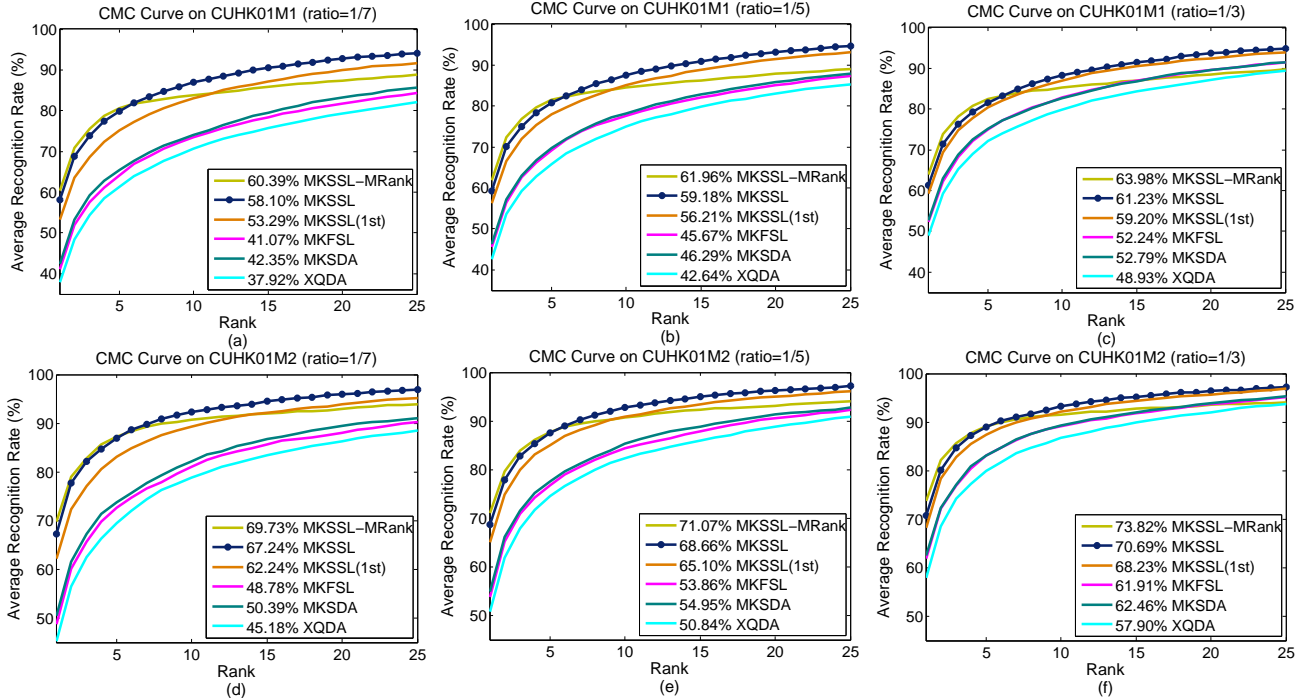 CMC Curve on CUHK01M1 (ratio=1/7)
Average Recognition Rate (%)
100
90
80
70
60
50
40
60.39% MKSSL-MRank
58.10% MKSSL
53.29% MKSSL(1st)
41.07% MKFSL
42.35% MKSDA
37.92% XQDA
5 10 15 20 25
Rank
(a)
CMC Curve on CUHK01M1 (ratio=1/5)
Average Recognition Rate (%)
100
90
80
70
60
50
40
61.96% MKSSL-MRank
59.18% MKSSL
56.21% MKSSL(1st)
45.67% MKFSL
46.29% MKSDA
42.64% XQDA
5 10 15 20 25
Rank
(b)
CMC Curve on CUHK01M1 (ratio=1/3)
Average Recognition Rate (%)
100
90
80
70
60
50
40
63.98% MKSSL-MRank
61.23% MKSSL
59.20% MKSSL(1st)
52.24% MKFSL
52.79% MKSDA
48.93% XQDA
5 10 15 20 25
Rank
(c)
CMC Curve on CUHK01M2 (ratio=1/7)
Average Recognition Rate (%)
100
90
80
70
60
50
69.73% MKSSL-MRank
67.24% MKSSL
62.24% MKSSL(1st)
48.78% MKFSL
50.39% MKSDA
45.18% XQDA
5 10 15 20 25
Rank
(d)
CMC Curve on CUHK01M2 (ratio=1/5)
Average Recognition Rate (%)
100
90
80
70
60
50
71.07% MKSSL-MRank
68.66% MKSSL
65.10% MKSSL(1st)
53.86% MKFSL
54.95% MKSDA
50.84% XQDA
5 10 15 20 25
Rank
(e)
CMC Curve on CUHK01M2 (ratio=1/3)
Average Recognition Rate (%)
100
90
80
70
60
50
73.82% MKSSL-MRank
70.69% MKSSL
68.23% MKSSL(1st)
61.91% MKFSL
62.46% MKSDA
57.90% XQDA
5 10 15 20 25
Rank
(f)